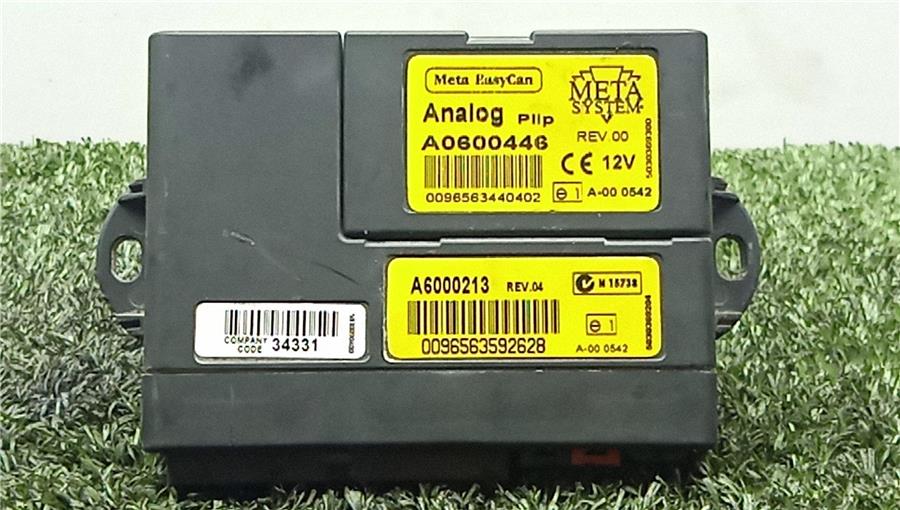 Meta EasyCan
Analog Plip
A0600446
0096563440402
META
SYSTEM
REV.00
CE 12V
e 1 A-00 0542
A6000213 REV.04
N 15738
0096563592628
e 1
A-00 0542
COMPANY
CODE 34331